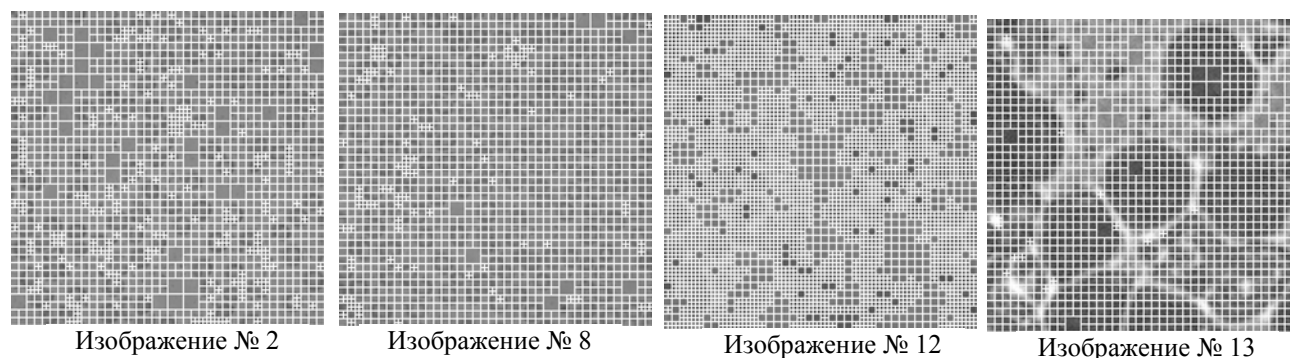 Изображение № 2
Изображение № 8
Изображение № 12
Изображение № 13